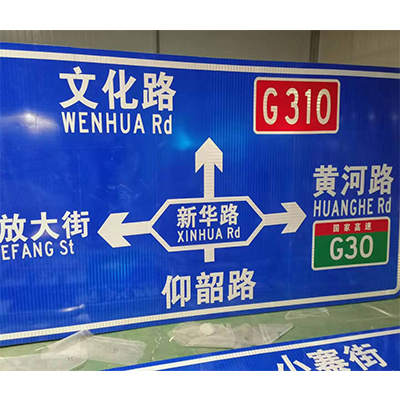 文化路
WENHUA Rd
G310
黄河路
HUANGHE Rd
国家高速
G30
放大街
EFANG St
新华路
XINHUA Rd
仰韶路
小寨街